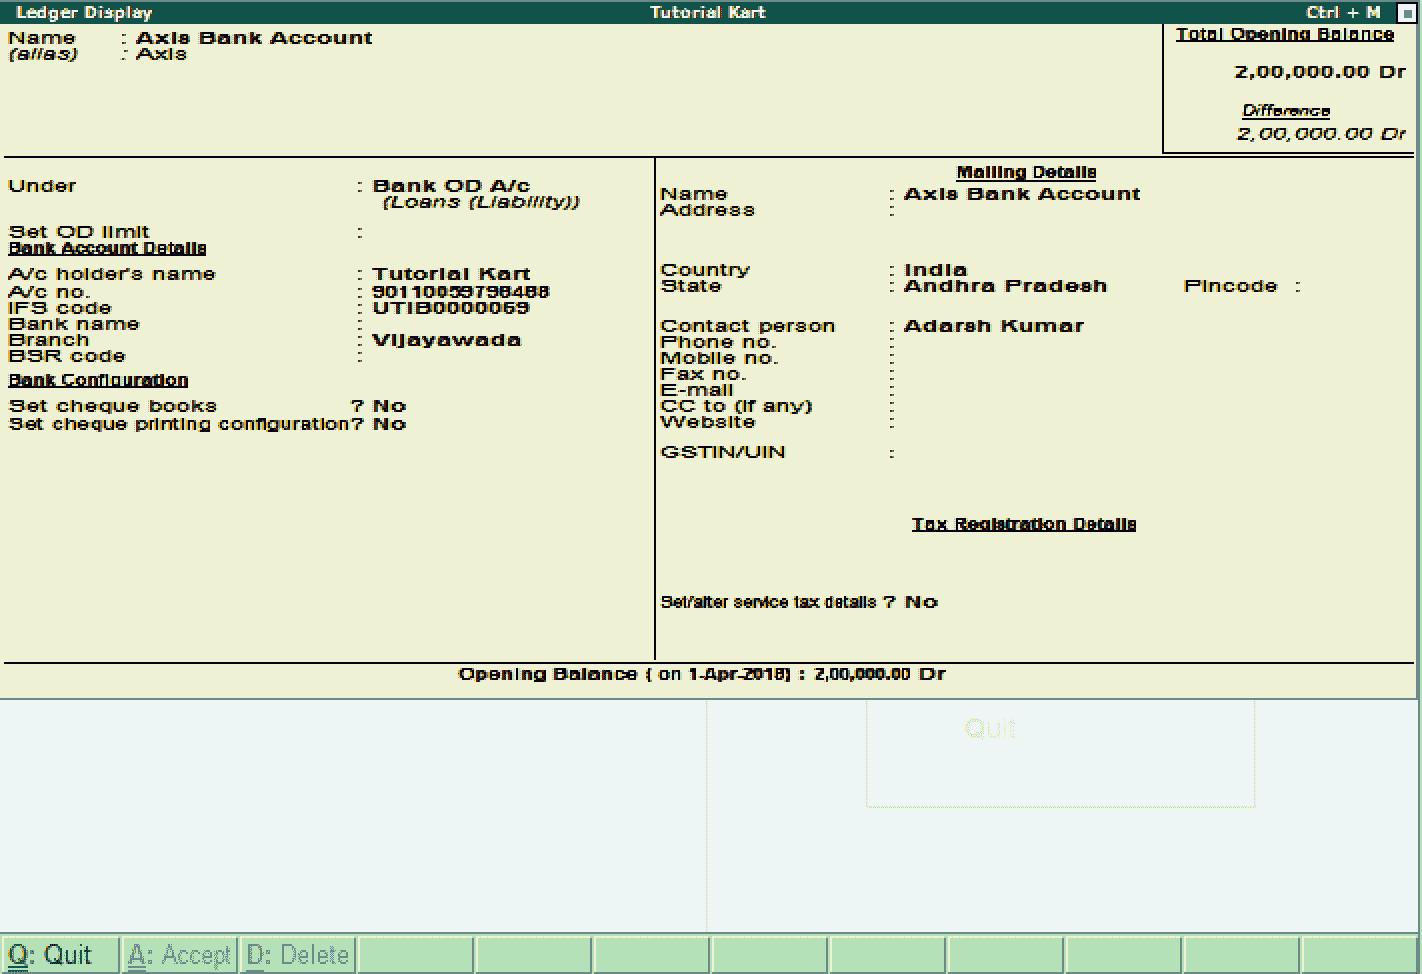 Ledger Display Tutorial Kart Ctrl + M
Name : Axis Bank Account
(alias) : Axis
Total Opening Balance
2,00,000.00 Dr
Difference
2,00,000.00 Dr
Under : Bank OD A/c
(Loans (Liability))
Set OD limit :
Bank Account Details
A/c holder's name : Tutorial Kart
A/c no. :
IFS code : UTIB0000069
Bank name :
Branch : Vijayawada
BSR code :
Bank Configuration
Set cheque books ? No
Set cheque printing configuration? No
Mailing Details
Name : Axis Bank Account
Address :
Country : India
State : Andhra Pradesh Pincode :
Contact person : Adarsh Kumar
Phone no. :
Mobile no. :
Fax no. :
E-mail :
CC to (if any) :
Website :
GSTIN/UIN :
Tax Registration Details
Set/alter service tax details ? No
Opening Balance ( on 1-Apr-2018) : 2,00,000.00 Dr
Quit
Q: Quit A: Accept D: Delete